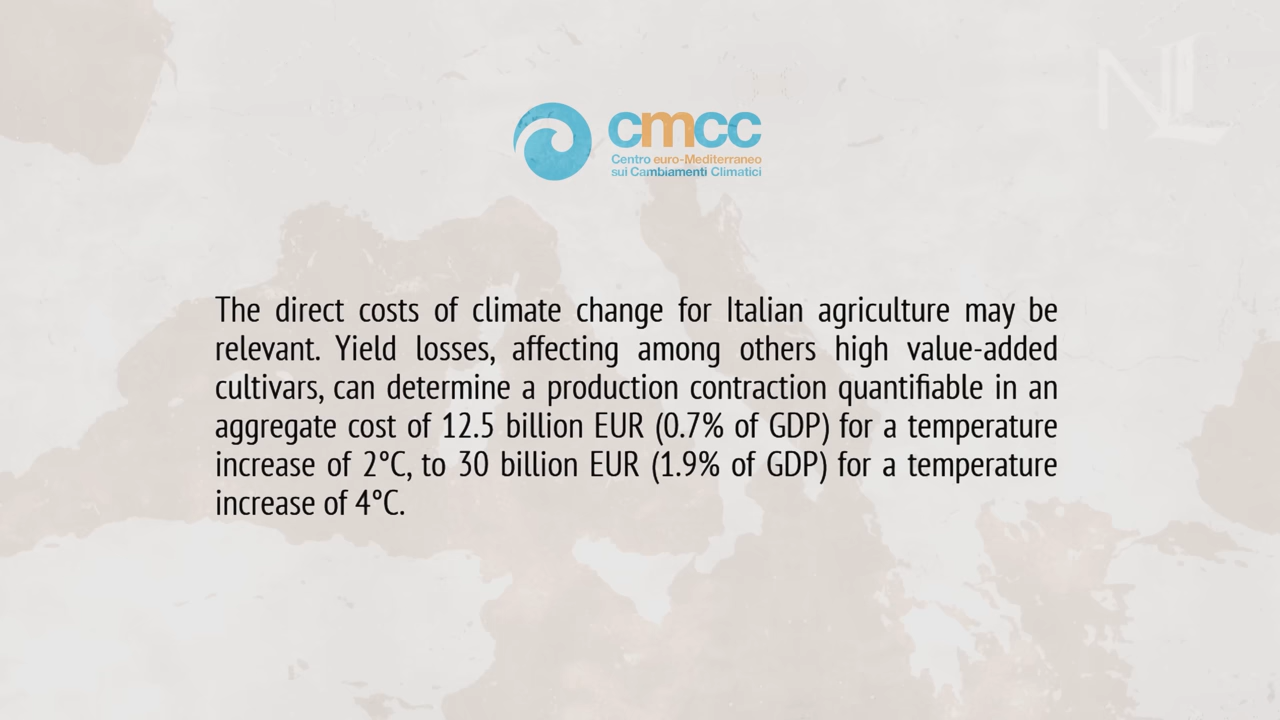 NL
cmcc
Centro euro-Mediterraneo
sui Cambiamenti Climatici
The direct costs of climate change for Italian agriculture may be
relevant. Yield losses, affecting among others high value-added
cultivars, can determine a production contraction quantifiable in an
aggregate cost of 12.5 billion EUR (0.7% of GDP) for a temperature
increase of 2°C, to 30 billion EUR (1.9% of GDP) for a temperature
increase of 4°C.